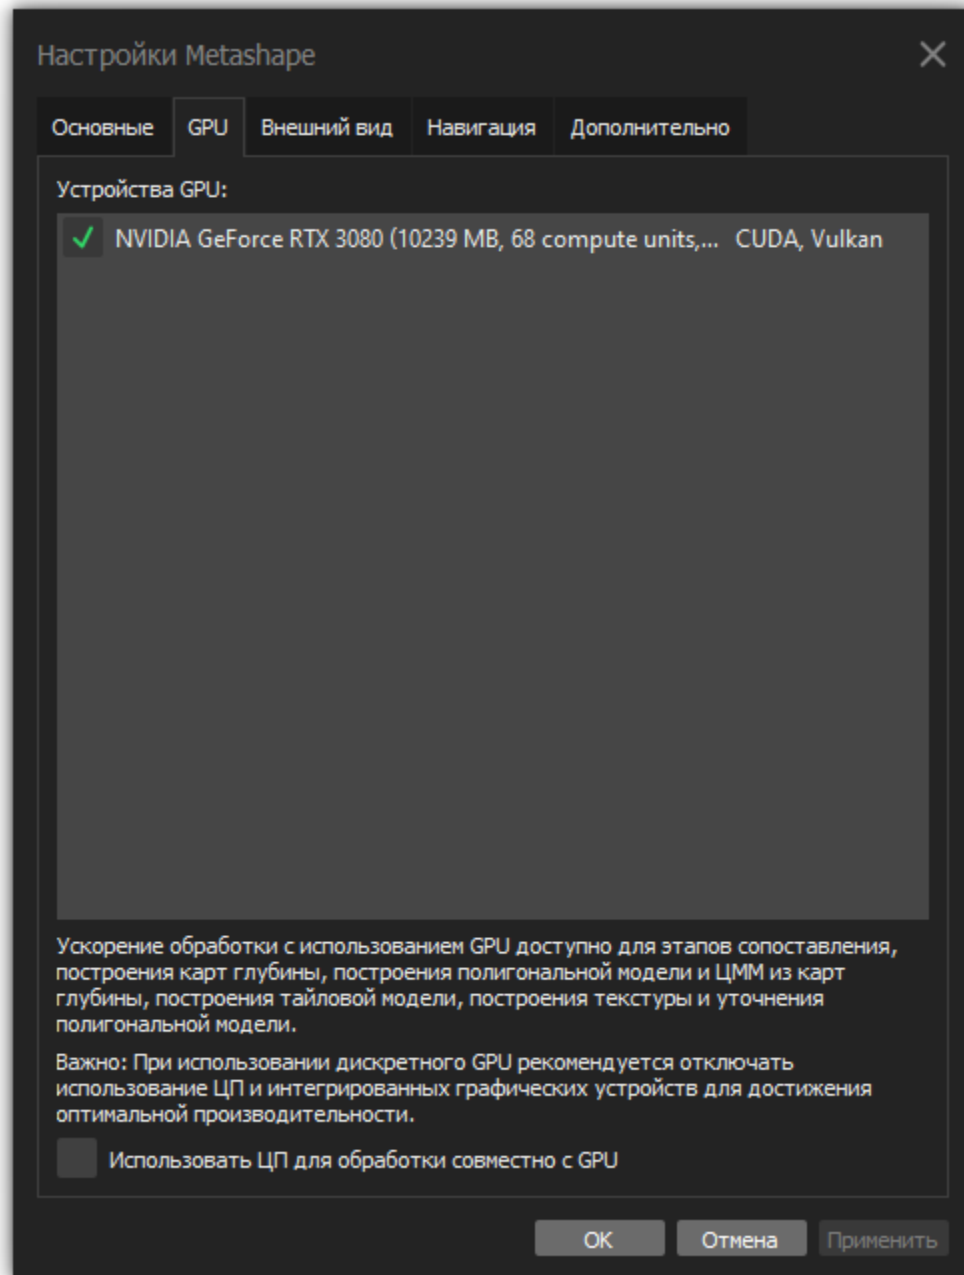 Настройки Metashape
Основные GPU Внешний вид Навигация Дополнительно
Устройства GPU:
NVIDIA GeForce RTX 3080 (10239 MB, 68 compute units,... CUDA, Vulkan
Ускорение обработки с использованием GPU доступно для этапов сопоставления,
построения карт глубины, построения полигональной модели и ЦММ из карт
глубины, построения тайловой модели, построения текстуры и уточнения
полигональной модели.
Важно: При использовании дискретного GPU рекомендуется отключать
использование ЦП и интегрированных графических устройств для достижения
оптимальной производительности.
Использовать ЦП для обработки совместно с GPU
OK Отмена Применить